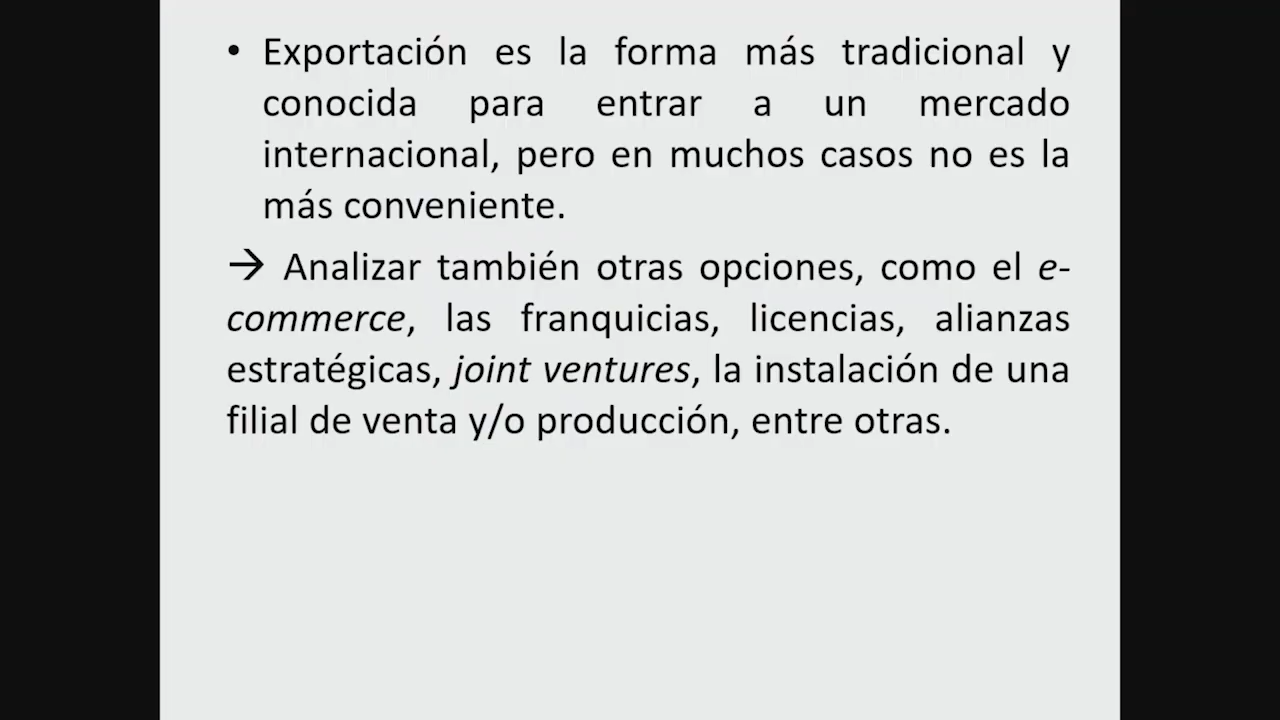 • Exportación es la forma más tradicional y
conocida para entrar a un mercado
internacional, pero en muchos casos no es la
más conveniente.
→ Analizar también otras opciones, como el e-
commerce, las franquicias, licencias, alianzas
estratégicas, joint ventures, la instalación de una
filial de venta y/o producción, entre otras.